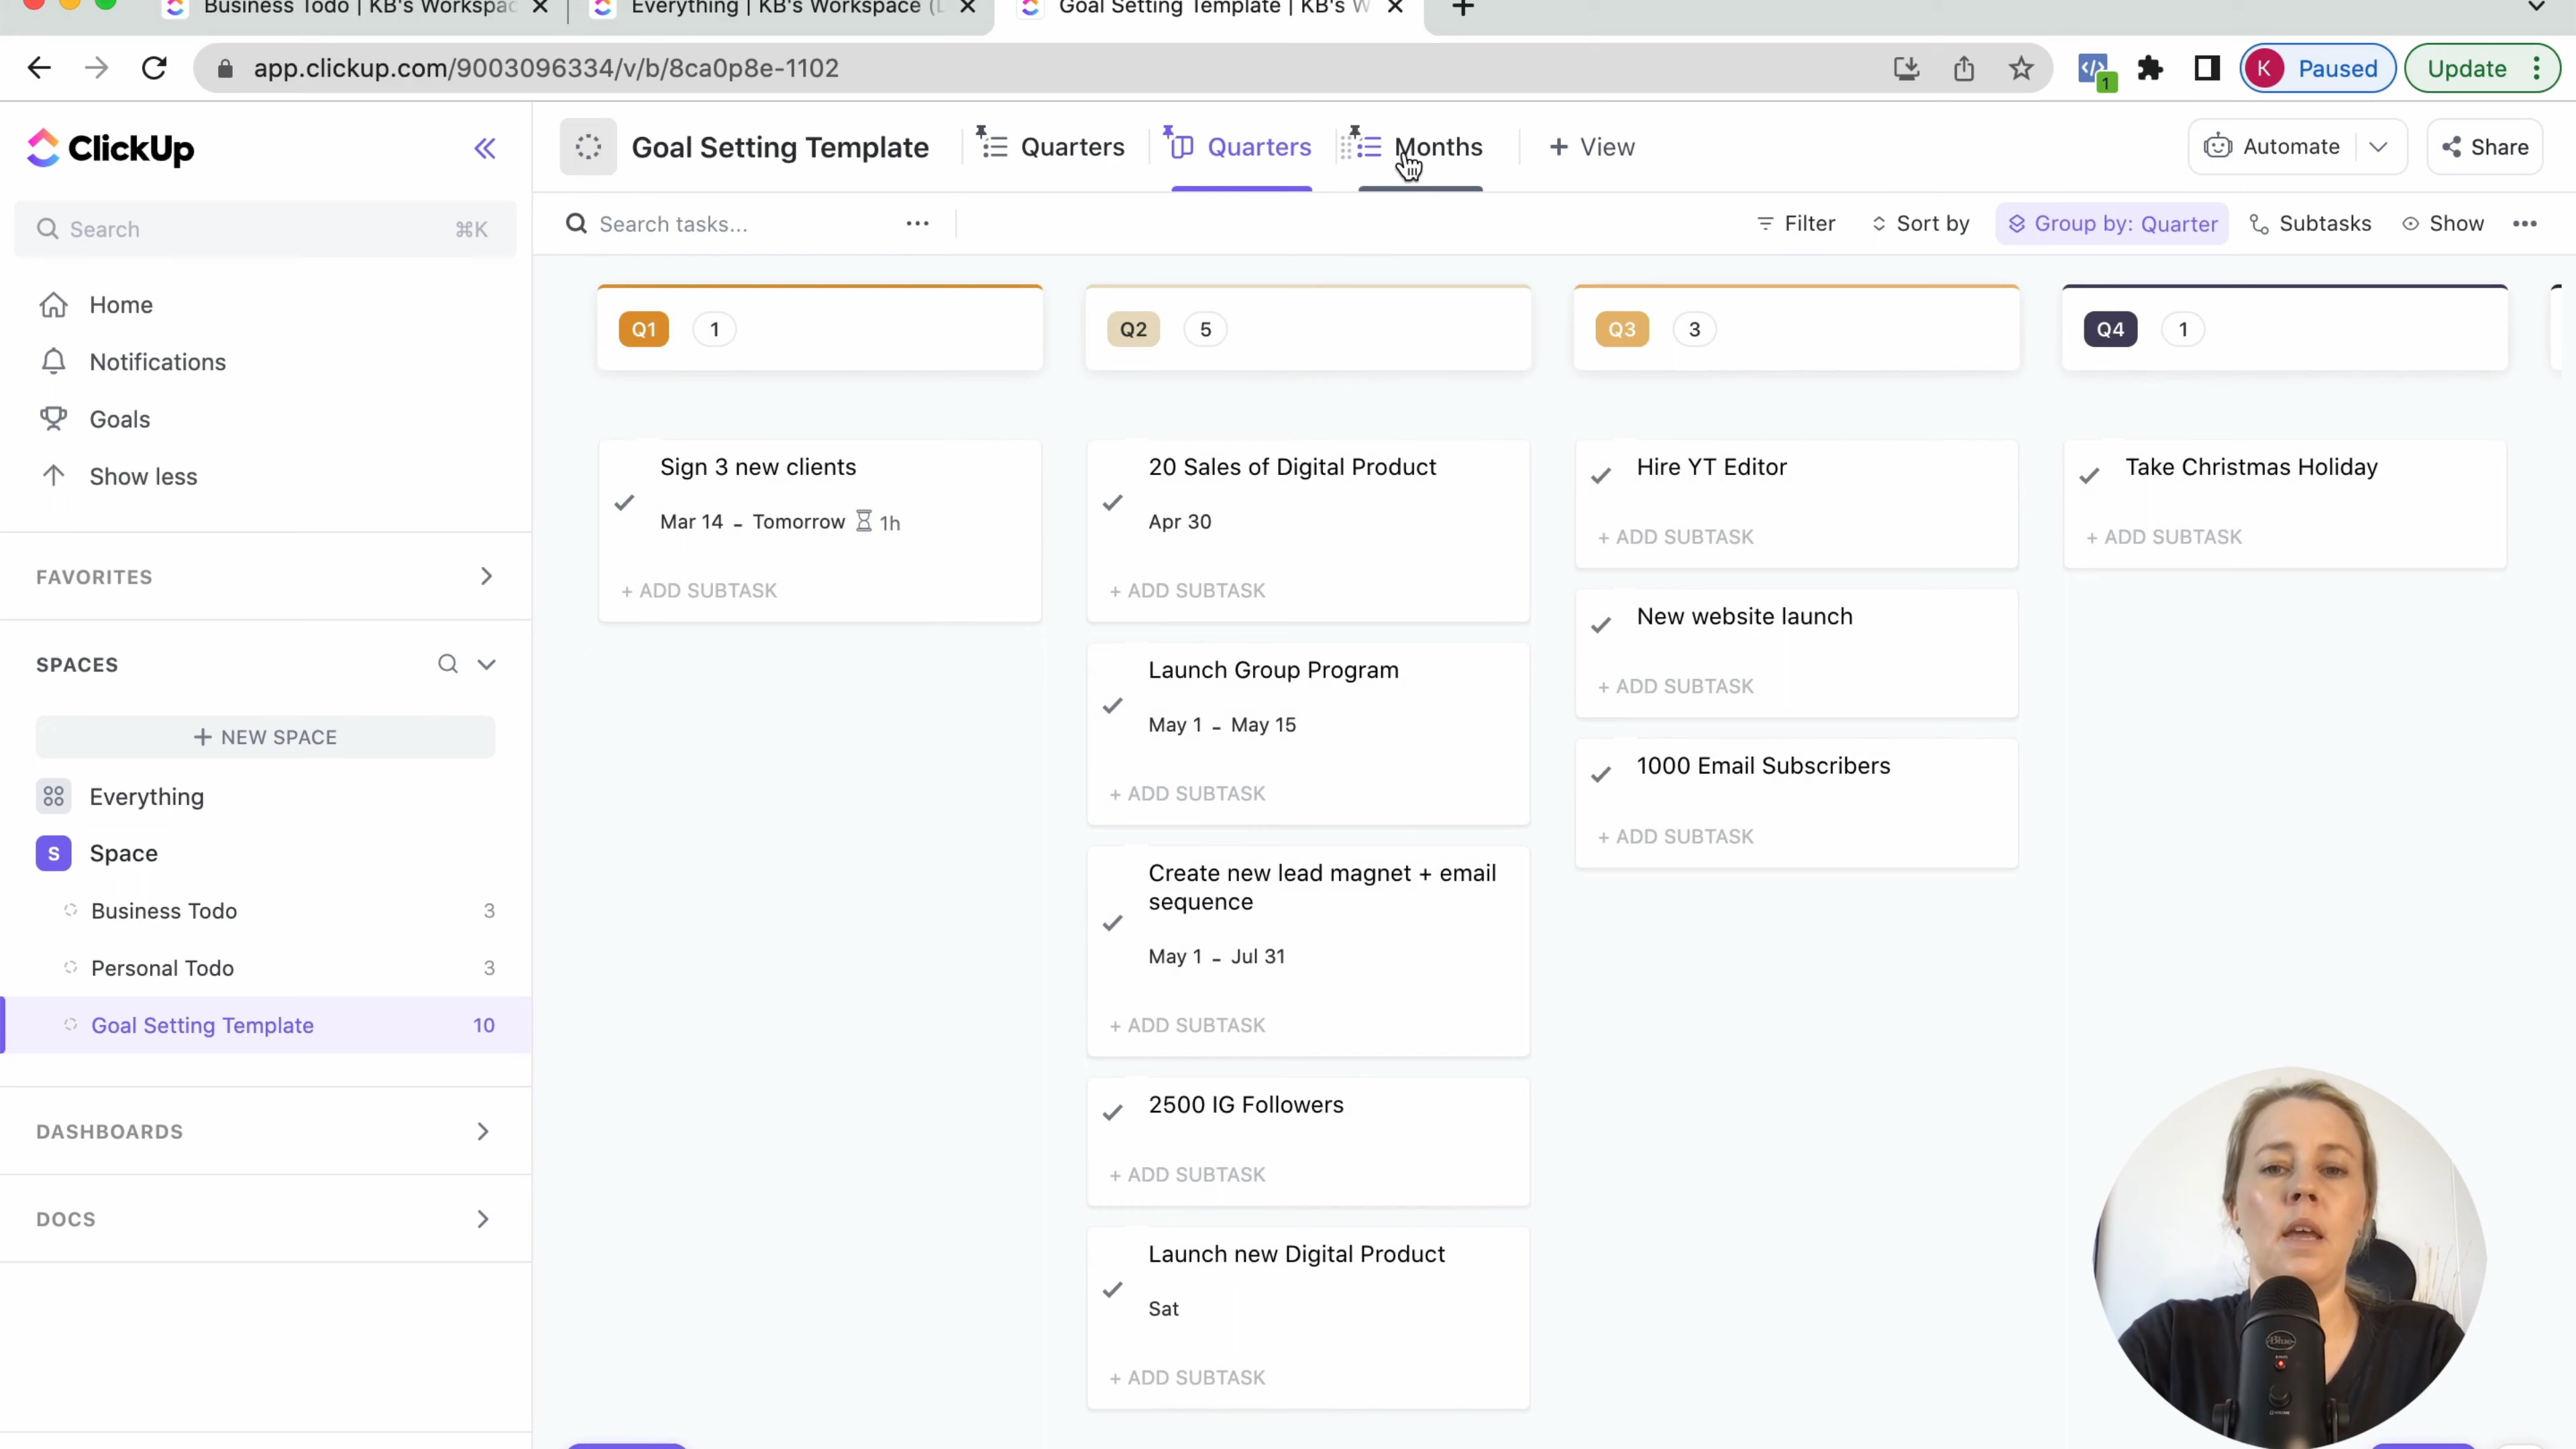 Business Todo | KB's Workspac
Everything | KB's Workspace (
Goal Setting Template | KB's W
app.clickup.com/9003096334/v/b/8ca0p8e-1102
1
K Paused
Update
ClickUp
Goal Setting Template
Quarters
Quarters
Months
+ View
Automate
Share
Search ⌘K
Search tasks...
Filter
Sort by
Group by: Quarter
Subtasks
Show
Home
Notifications
Goals
Show less
FAVORITES
SPACES
+ NEW SPACE
Everything
S Space
Business Todo 3
Personal Todo 3
Goal Setting Template 10
DASHBOARDS
DOCS
Q1 1
Sign 3 new clients
Mar 14 - Tomorrow 1h
+ ADD SUBTASK
Q2 5
20 Sales of Digital Product
Apr 30
+ ADD SUBTASK
Launch Group Program
May 1 - May 15
+ ADD SUBTASK
Create new lead magnet + email
sequence
May 1 - Jul 31
+ ADD SUBTASK
2500 IG Followers
+ ADD SUBTASK
Launch new Digital Product
Sat
+ ADD SUBTASK
Q3 3
Hire YT Editor
+ ADD SUBTASK
New website launch
+ ADD SUBTASK
1000 Email Subscribers
+ ADD SUBTASK
Q4 1
Take Christmas Holiday
+ ADD SUBTASK
Blue